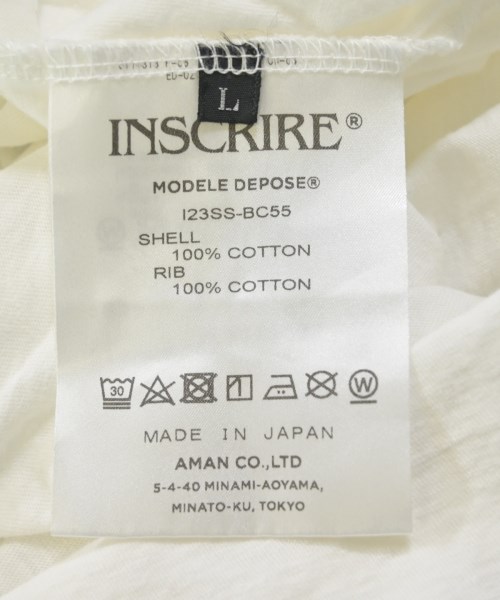 L
INSCRIRE®
MODELE DEPOSE®
I23SS-BC55
SHELL
100% COTTON
RIB
100% COTTON
30
W
MADE IN JAPAN
AMAN CO.,LTD
5-4-40 MINAMI-AOYAMA,
MINATO-KU, TOKYO